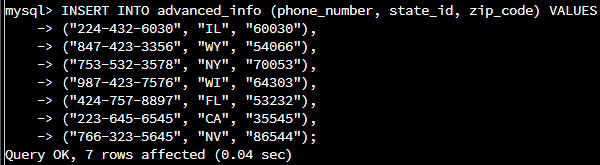 mysql> INSERT INTO advanced_info (phone_number, state_id, zip_code) VALUES
    -> ("224-432-6030", "IL", "60030"),
    -> ("847-423-3356", "WY", "54066"),
    -> ("753-532-3578", "NY", "70053"),
    -> ("987-423-7576", "WI", "64303"),
    -> ("424-757-8897", "FL", "53232"),
    -> ("223-645-6545", "CA", "35545"),
    -> ("766-323-5645", "NV", "86544");
Query OK, 7 rows affected (0.04 sec)